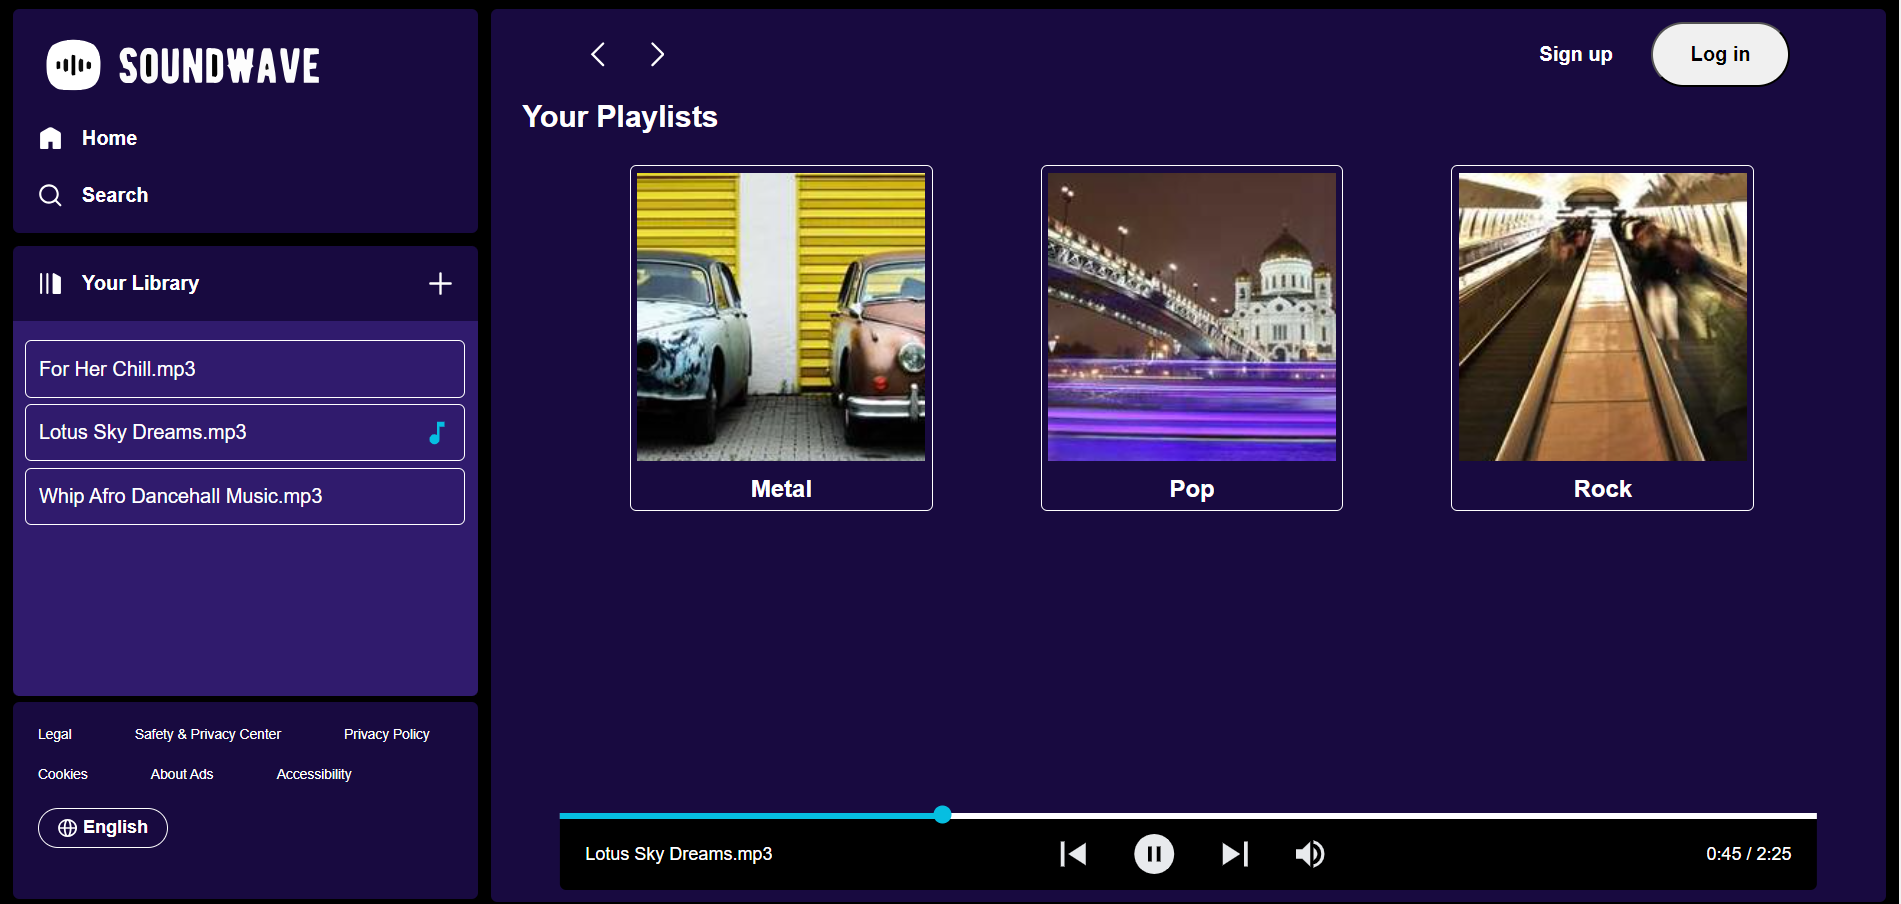 SOUNDWAVE
Home
Search
Your Library
For Her Chill.mp3
Lotus Sky Dreams.mp3
Whip Afro Dancehall Music.mp3
Legal
Safety & Privacy Center
Privacy Policy
Cookies
About Ads
Accessibility
English
Sign up
Log in
Your Playlists
Metal
Pop
Rock
Lotus Sky Dreams.mp3
0:45 / 2:25